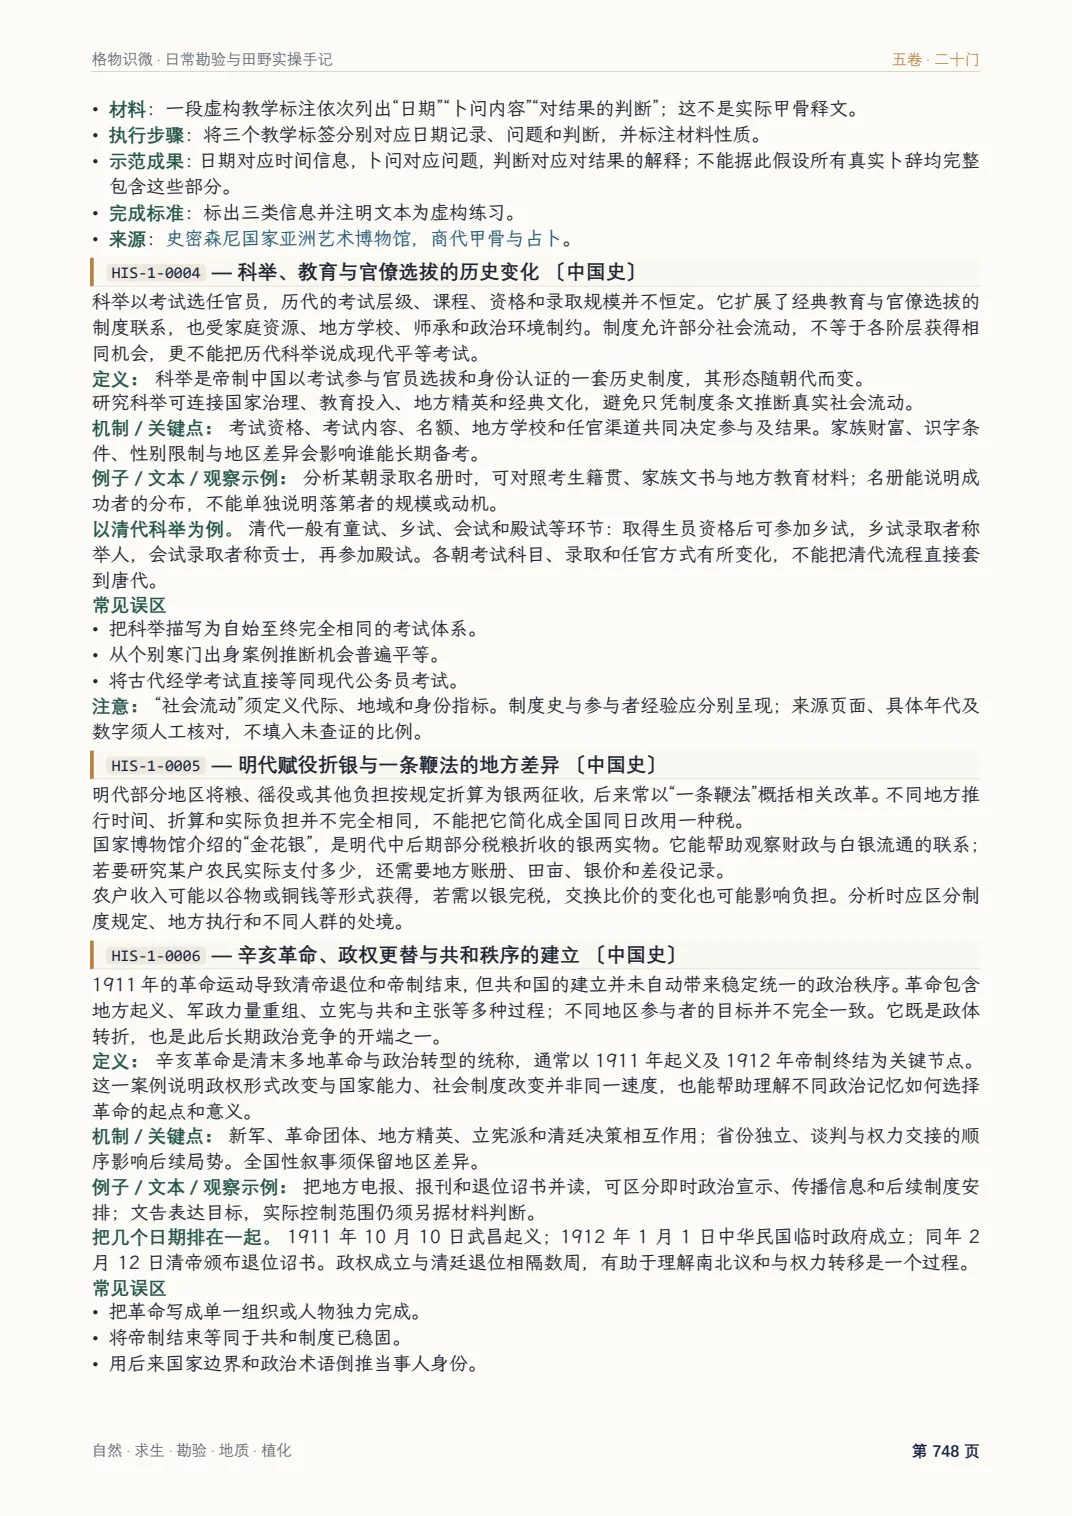 格物识微 · 日常勘验与田野实操手记
五卷 · 二十门
• 材料：一段虚构教学标注依次列出“日期”“卜问内容”“对结果的判断”；这不是实际甲骨释文。
• 执行步骤：将三个教学标签分别对应日期记录、问题和判断，并标注材料性质。
• 示范成果：日期对应时间信息，卜问对应问题，判断对应对结果的解释；不能据此假设所有真实卜辞均完整
包含这些部分。
• 完成标准：标出三类信息并注明文本为虚构练习。
• 来源：史密森尼国家亚洲艺术博物馆，商代甲骨与占卜。
HIS-1-0004 — 科举、教育与官僚选拔的历史变化 〔中国史〕
科举以考试选任官员，历代的考试层级、课程、资格和录取规模并不恒定。它扩展了经典教育与官僚选拔的
制度联系，也受家庭资源、地方学校、师承和政治环境制约。制度允许部分社会流动，不等于各阶层获得相
同机会，更不能把历代科举说成现代平等考试。
定义： 科举是帝制中国以考试参与官员选拔和身份认证的一套历史制度，其形态随朝代而变。
研究科举可连接国家治理、教育投入、地方精英和经典文化，避免只凭制度条文推断真实社会流动。
机制 / 关键点： 考试资格、考试内容、名额、地方学校和任官渠道共同决定参与及结果。家族财富、识字条
件、性别限制与地区差异会影响谁能长期备考。
例子 / 文本 / 观察示例： 分析某朝录取名册时，可对照考生籍贯、家族文书与地方教育材料；名册能说明成
功者的分布，不能单独说明落第者的规模或动机。
以清代科举为例。 清代一般有童试、乡试、会试和殿试等环节：取得生员资格后可参加乡试，乡试录取者称
举人，会试录取者称贡士，再参加殿试。各朝考试科目、录取和任官方式有所变化，不能把清代流程直接套
到唐代。
常见误区
• 把科举描写为自始至终完全相同的考试体系。
• 从个别寒门出身案例推断机会普遍平等。
• 将古代经学考试直接等同现代公务员考试。
注意： “社会流动”须定义代际、地域和身份指标。制度史与参与者经验应分别呈现；来源页面、具体年代及
数字须人工核对，不填入未查证的比例。
HIS-1-0005 — 明代赋役折银与一条鞭法的地方差异 〔中国史〕
明代部分地区将粮、徭役或其他负担按规定折算为银两征收，后来常以“一条鞭法”概括相关改革。不同地方推
行时间、折算和实际负担并不完全相同，不能把它简化成全国同日改用一种税。
国家博物馆介绍的“金花银”，是明代中后期部分税粮折收的银两实物。它能帮助观察财政与白银流通的联系；
若要研究某户农民实际支付多少，还需要地方账册、田亩、银价和差役记录。
农户收入可能以谷物或铜钱等形式获得，若需以银完税，交换比价的变化也可能影响负担。分析时应区分制
度规定、地方执行和不同人群的处境。
HIS-1-0006 — 辛亥革命、政权更替与共和秩序的建立 〔中国史〕
1911 年的革命运动导致清帝退位和帝制结束，但共和国的建立并未自动带来稳定统一的政治秩序。革命包含
地方起义、军政力量重组、立宪与共和主张等多种过程；不同地区参与者的目标并不完全一致。它既是政体
转折，也是此后长期政治竞争的开端之一。
定义： 辛亥革命是清末多地革命与政治转型的统称，通常以 1911 年起义及 1912 年帝制终结为关键节点。
这一案例说明政权形式改变与国家能力、社会制度改变并非同一速度，也能帮助理解不同政治记忆如何选择
革命的起点和意义。
机制 / 关键点： 新军、革命团体、地方精英、立宪派和清廷决策相互作用；省份独立、谈判与权力交接的顺
序影响后续局势。全国性叙事须保留地区差异。
例子 / 文本 / 观察示例： 把地方电报、报刊和退位诏书并读，可区分即时政治宣示、传播信息和后续制度安
排；文告表达目标，实际控制范围仍须另据材料判断。
把几个日期排在一起。 1911 年 10 月 10 日武昌起义；1912 年 1 月 1 日中华民国临时政府成立；同年 2
月 12 日清帝颁布退位诏书。政权成立与清廷退位相隔数周，有助于理解南北议和与权力转移是一个过程。
常见误区
• 把革命写成单一组织或人物独力完成。
• 将帝制结束等同于共和制度已稳固。
• 用后来国家边界和政治术语倒推当事人身份。
自然 · 求生 · 勘验 · 地质 · 植化
第 748 页